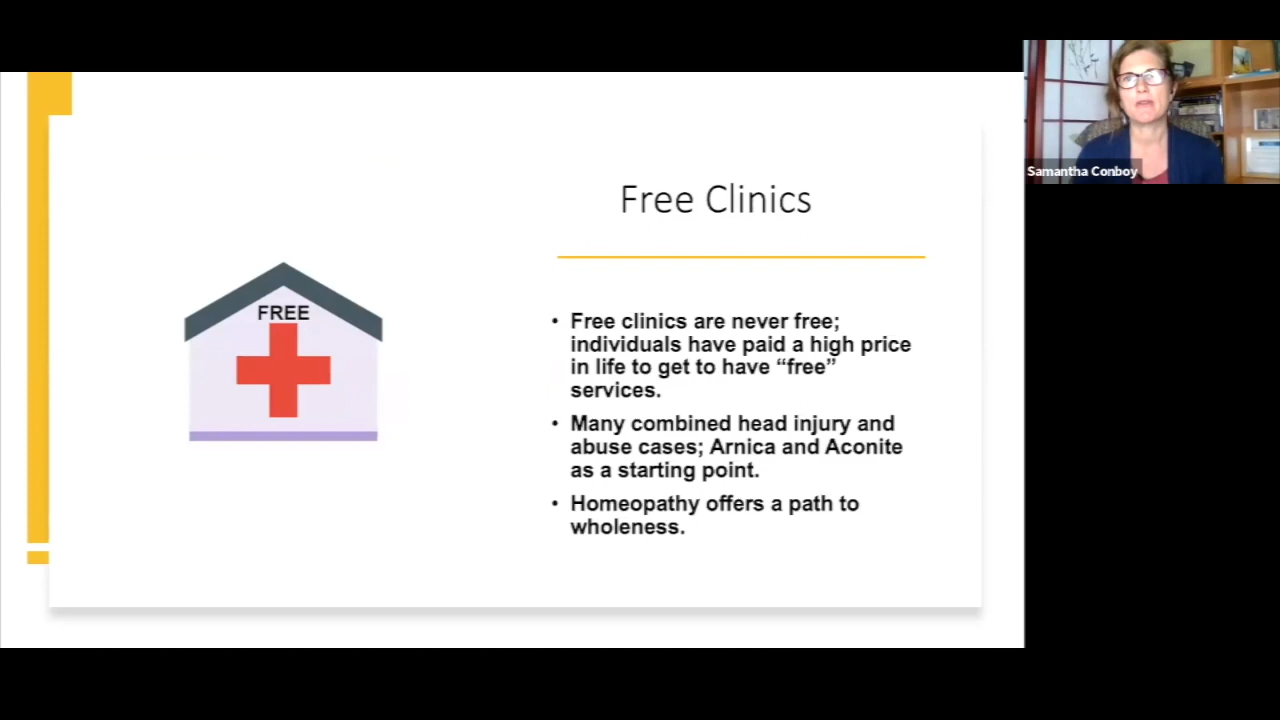 Samantha Conboy
Free Clinics
FREE
• Free clinics are never free;
individuals have paid a high price
in life to get to have “free”
services.
• Many combined head injury and
abuse cases; Arnica and Aconite
as a starting point.
• Homeopathy offers a path to
wholeness.